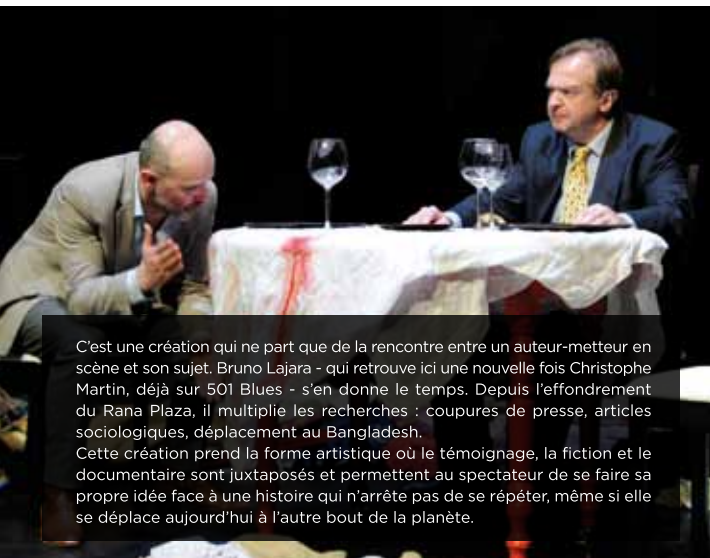 C'est une création qui ne part que de la rencontre entre un auteur-metteur en
scène et son sujet. Bruno Lajara - qui retrouve ici une nouvelle fois Christophe
Martin, déjà sur 501 Blues - s'en donne le temps. Depuis l'effondrement
du Rana Plaza, il multiplie les recherches : coupures de presse, articles
sociologiques, déplacement au Bangladesh.
Cette création prend la forme artistique où le témoignage, la fiction et le
documentaire sont juxtaposés et permettent au spectateur de se faire sa
propre idée face à une histoire qui n'arrête pas de se répéter, même si elle
se déplace aujourd'hui à l'autre bout de la planète.